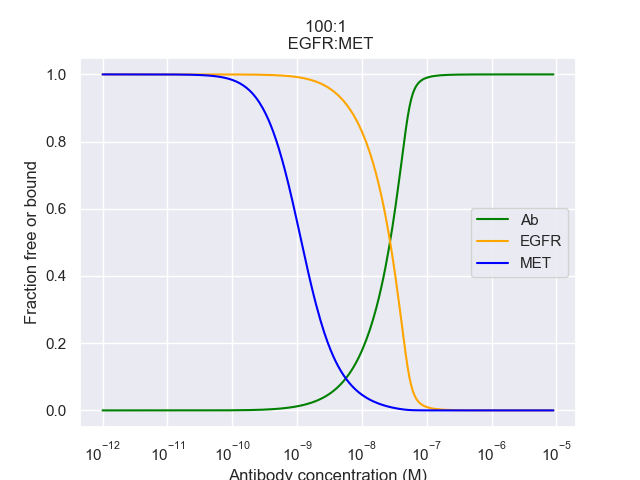 100:1
EGFR:MET
Fraction free or bound
1.0
0.8
0.6
0.4
0.2
0.0
Ab
EGFR
MET
10⁻¹² 10⁻¹¹ 10⁻¹⁰ 10⁻⁹ 10⁻⁸ 10⁻⁷ 10⁻⁶ 10⁻⁵
Antibody concentration (M)